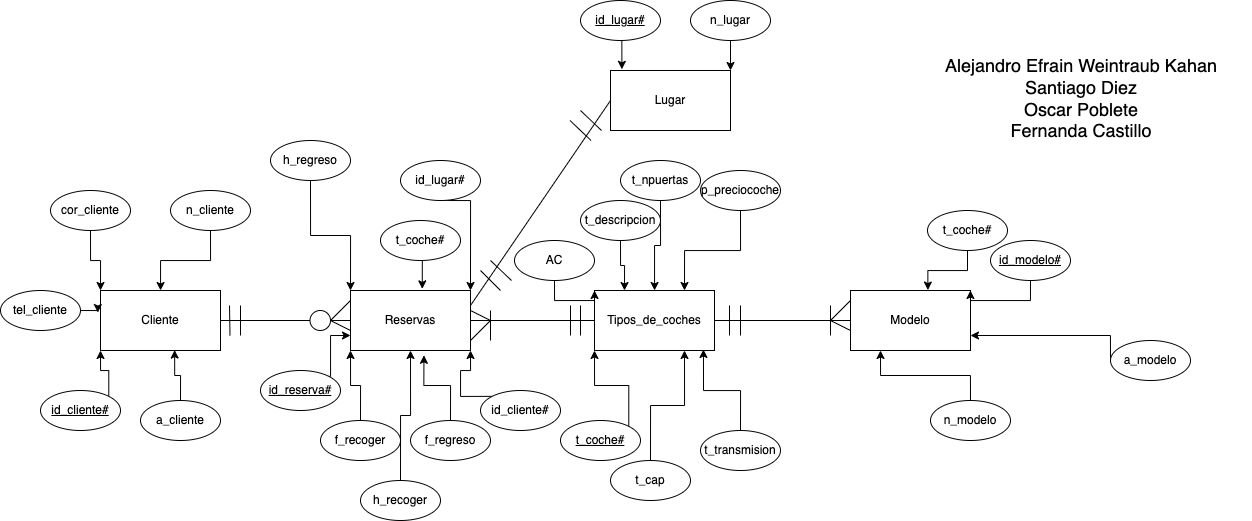 id_lugar#
n_lugar
Lugar
Alejandro Efrain Weintraub Kahan
Santiago Diez
Oscar Poblete
Fernanda Castillo
h_regreso
id_lugar#
t_npuertas
p_preciocoche
cor_cliente
n_cliente
t_coche#
t_descripcion
AC
t_coche#
id_modelo#
tel_cliente
Cliente
Reservas
Tipos_de_coches
Modelo
a_modelo
id_cliente#
a_cliente
id_reserva#
f_recoger
f_regreso
id_cliente#
h_recoger
t_coche#
t_cap
t_transmision
n_modelo